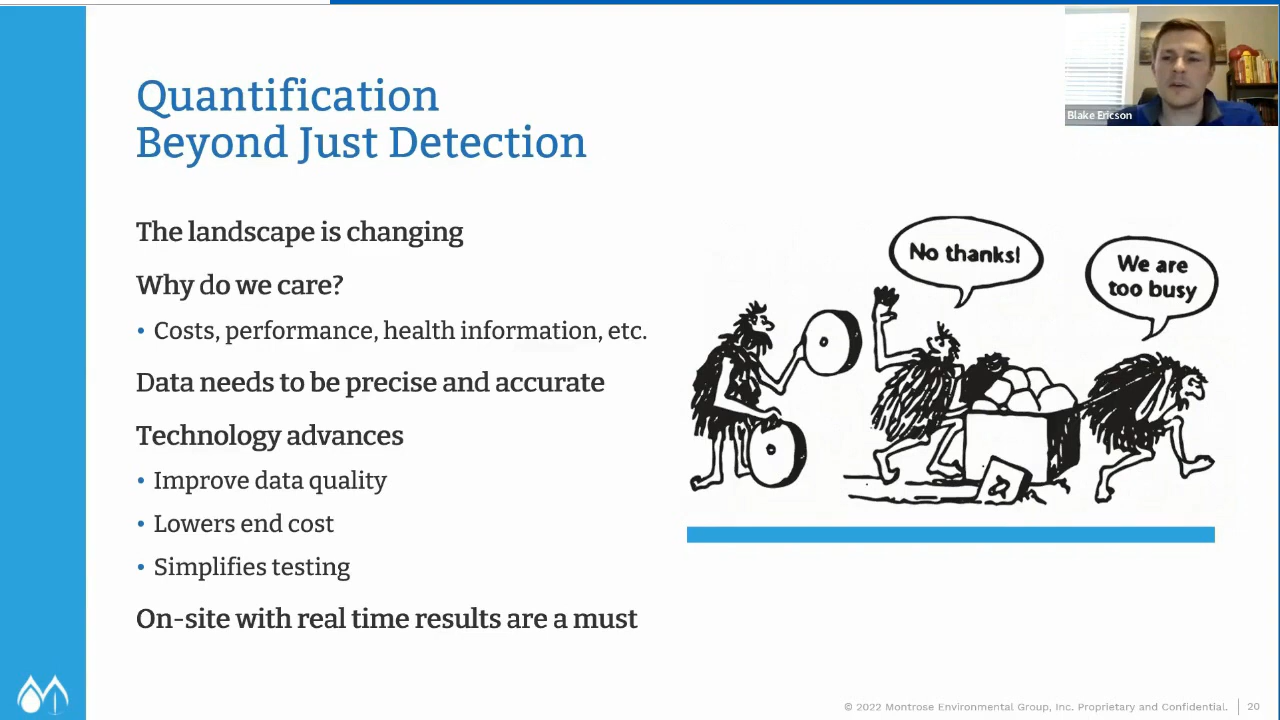 Quantification
Beyond Just Detection
The landscape is changing
Why do we care?
• Costs, performance, health information, etc.
Data needs to be precise and accurate
Technology advances
• Improve data quality
• Lowers end cost
• Simplifies testing
On-site with real time results are a must
No thanks!
We are
too busy
Blake Ericson
© 2022 Montrose Environmental Group, Inc. Proprietary and Confidential.
20